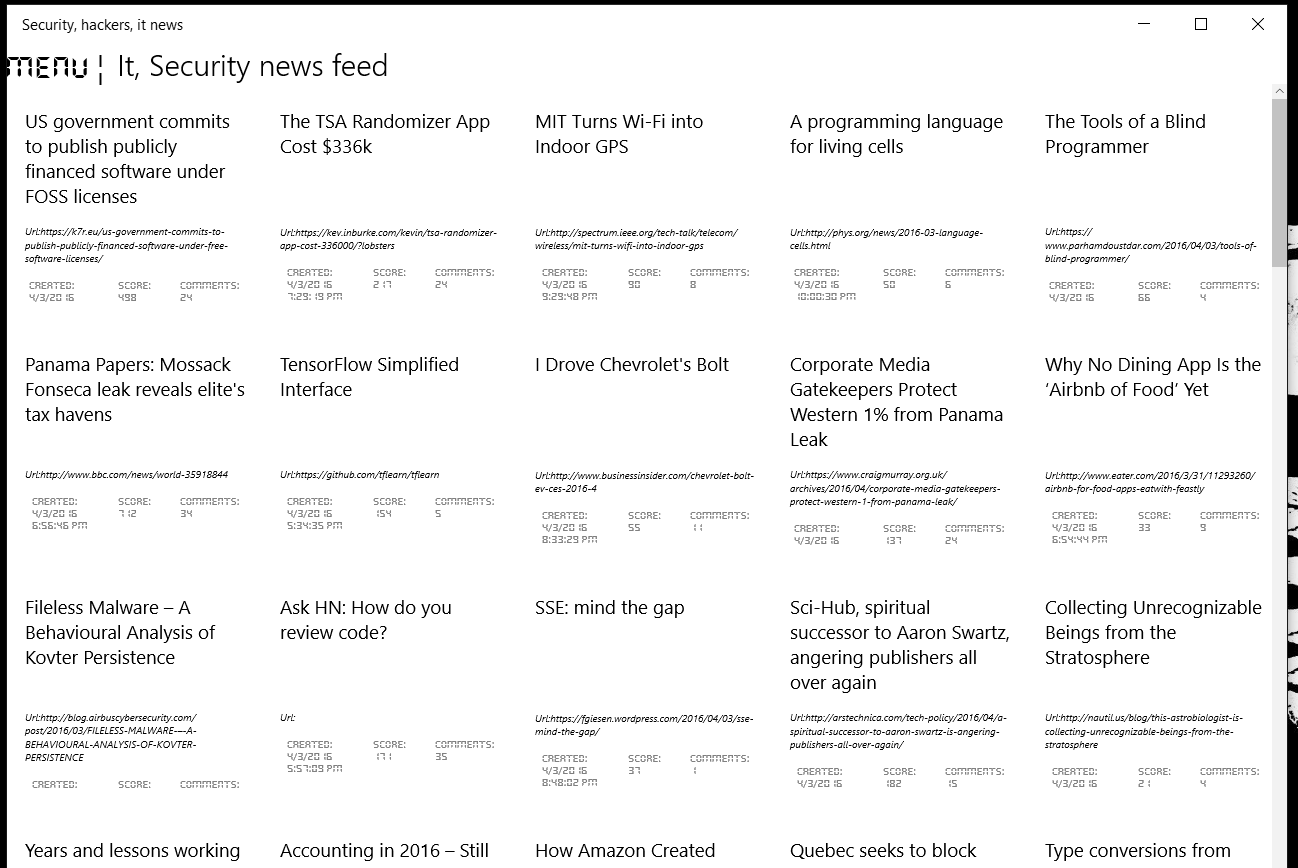 Security, hackers, it news
MENU ¦ It, Security news feed
US government commits
to publish publicly
financed software under
FOSS licenses
Url:https://k7r.eu/us-government-commits-to-
publish-publicly-financed-software-under-free-
software-licenses/
CREATED: SCORE: COMMENTS:
4/3/2016 498 24
The TSA Randomizer App
Cost $336k
Url:https://kev.inburke.com/kevin/tsa-randomizer-
app-cost-336000/?lobsters
CREATED: SCORE: COMMENTS:
4/3/2016 217 24
7:29:19 PM
MIT Turns Wi-Fi into
Indoor GPS
Url:http://spectrum.ieee.org/tech-talk/telecom/
wireless/mit-turns-wifi-into-indoor-gps
CREATED: SCORE: COMMENTS:
4/3/2016 90 8
9:29:48 PM
A programming language
for living cells
Url:http://phys.org/news/2016-03-language-
cells.html
CREATED: SCORE: COMMENTS:
4/3/2016 50 6
10:00:30 PM
The Tools of a Blind
Programmer
Url:https://
www.parhamdoustdar.com/2016/04/03/tools-of-
blind-programmer/
CREATED: SCORE: COMMENTS:
4/3/2016 66 4
Panama Papers: Mossack
Fonseca leak reveals elite's
tax havens
Url:http://www.bbc.com/news/world-35918844
CREATED: SCORE: COMMENTS:
4/3/2016 712 34
6:56:46 PM
TensorFlow Simplified
Interface
Url:https://github.com/tflearn/tflearn
CREATED: SCORE: COMMENTS:
4/3/2016 154 5
5:34:35 PM
I Drove Chevrolet's Bolt
Url:http://www.businessinsider.com/chevrolet-bolt-
ev-ces-2016-4
CREATED: SCORE: COMMENTS:
4/3/2016 55 11
8:33:29 PM
Corporate Media
Gatekeepers Protect
Western 1% from Panama
Leak
Url:https://www.craigmurray.org.uk/
archives/2016/04/corporate-media-gatekeepers-
protect-western-1-from-panama-leak/
CREATED: SCORE: COMMENTS:
4/3/2016 137 24
Why No Dining App Is the
‘Airbnb of Food’ Yet
Url:http://www.eater.com/2016/3/31/11293260/
airbnb-for-food-apps-eatwith-feastly
CREATED: SCORE: COMMENTS:
4/3/2016 33 9
6:54:44 PM
Fileless Malware – A
Behavioural Analysis of
Kovter Persistence
Url:http://blog.airbuscybersecurity.com/
post/2016/03/FILELESS-MALWARE-–-A-
BEHAVIOURAL-ANALYSIS-OF-KOVTER-
PERSISTENCE
CREATED: SCORE: COMMENTS:
Ask HN: How do you
review code?
Url:
CREATED: SCORE: COMMENTS:
4/3/2016 171 35
5:57:09 PM
SSE: mind the gap
Url:https://fgiesen.wordpress.com/2016/04/03/sse-
mind-the-gap/
CREATED: SCORE: COMMENTS:
4/3/2016 37 1
8:48:02 PM
Sci-Hub, spiritual
successor to Aaron Swartz,
angering publishers all
over again
Url:http://arstechnica.com/tech-policy/2016/04/a-
spiritual-successor-to-aaron-swartz-is-angering-
publishers-all-over-again/
CREATED: SCORE: COMMENTS:
4/3/2016 182 15
Collecting Unrecognizable
Beings from the
Stratosphere
Url:http://nautil.us/blog/this-astrobiologist-is-
collecting-unrecognizable-beings-from-the-
stratosphere
CREATED: SCORE: COMMENTS:
4/3/2016 21 4
Years and lessons working
Accounting in 2016 – Still
How Amazon Created
Quebec seeks to block
Type conversions from